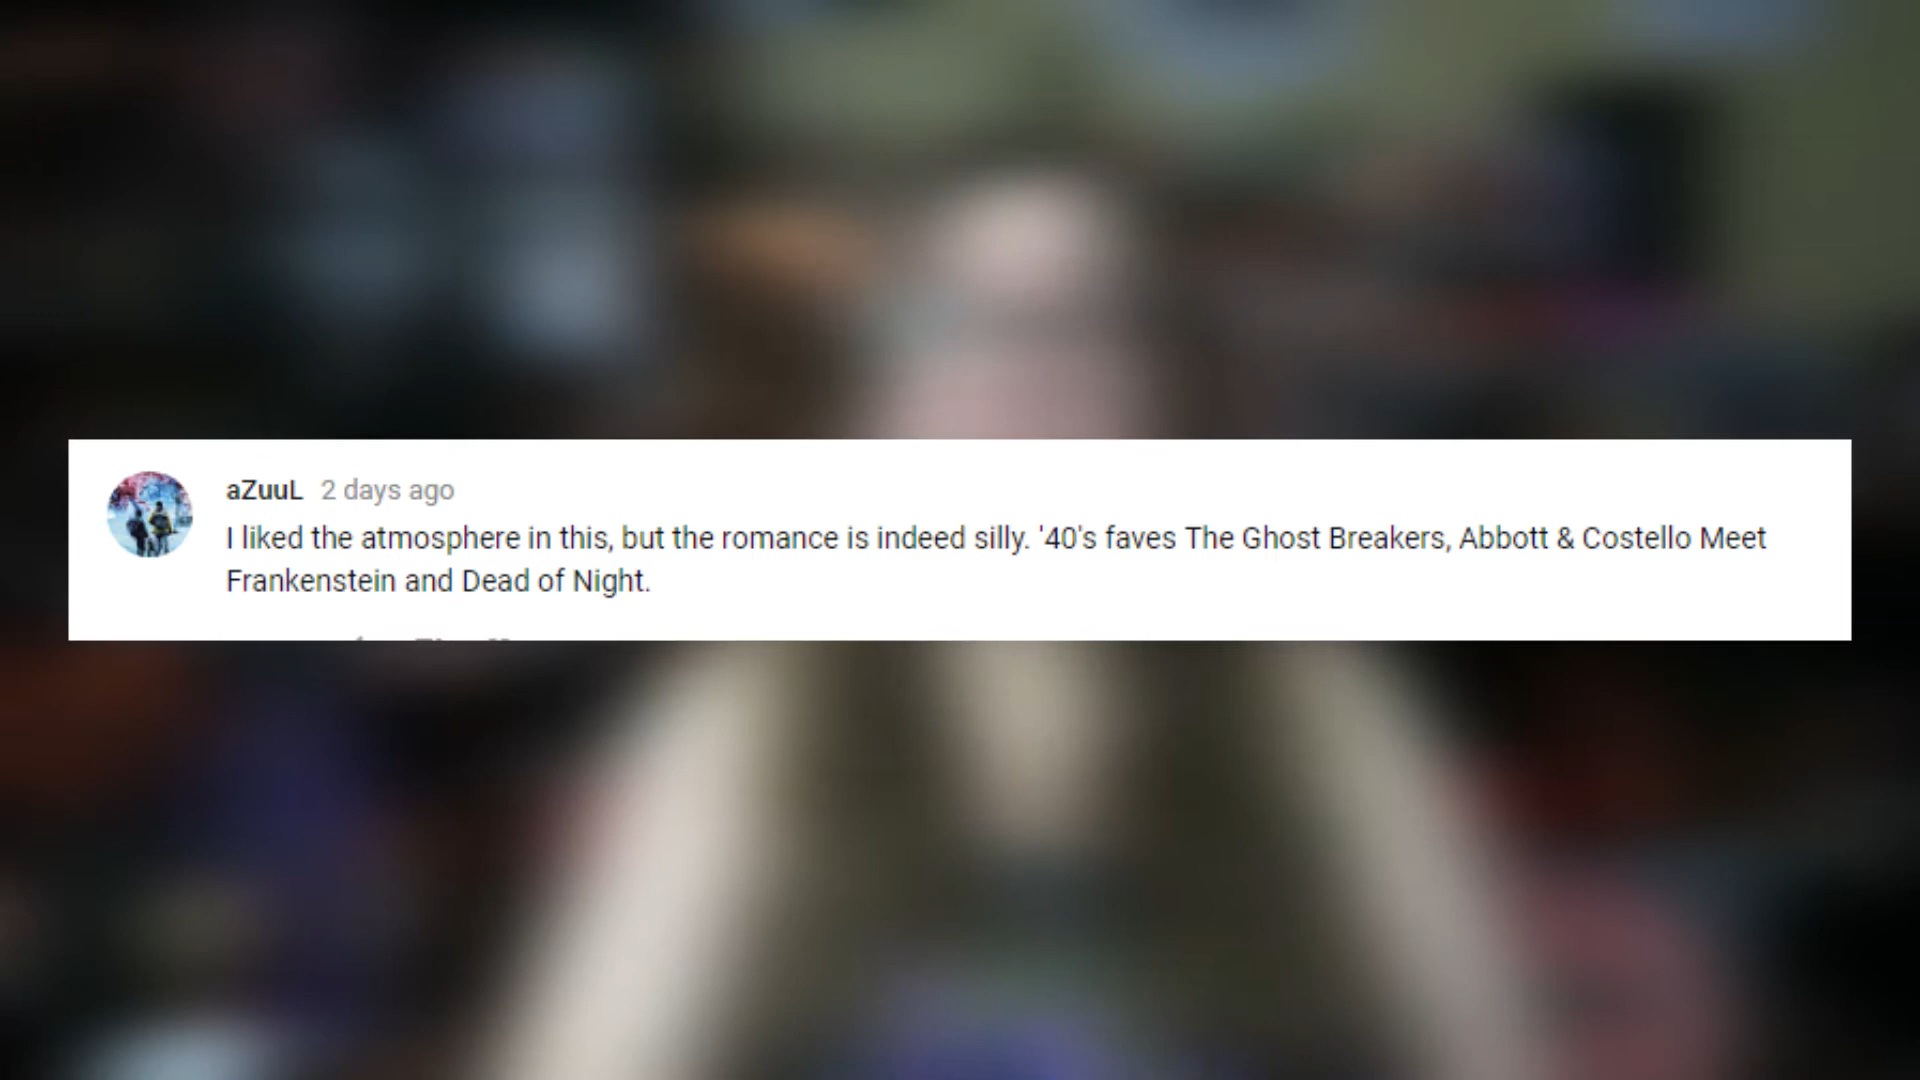 aZuuL 2 days ago
I liked the atmosphere in this, but the romance is indeed silly. '40's faves The Ghost Breakers, Abbott & Costello Meet
Frankenstein and Dead of Night.